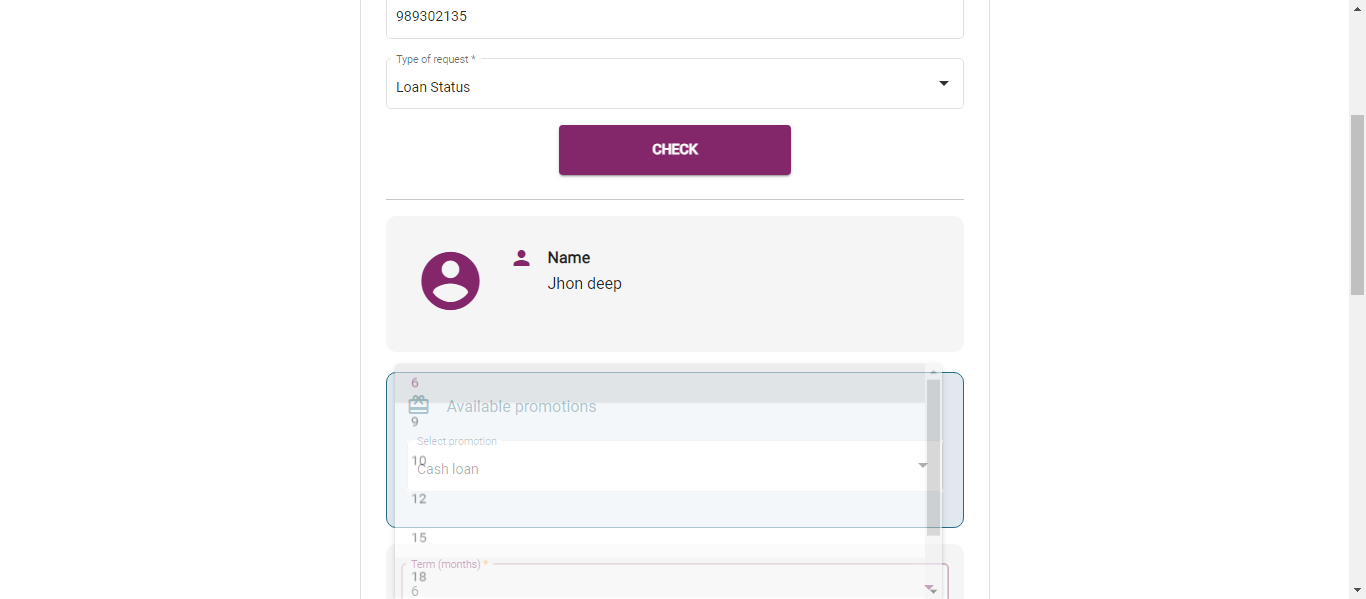 989302135
Type of request *
Loan Status
CHECK
Name
Jhon deep
6
Available promotions
9
Select promotion
10
Cash loan
12
15
Term (months) *
18
6